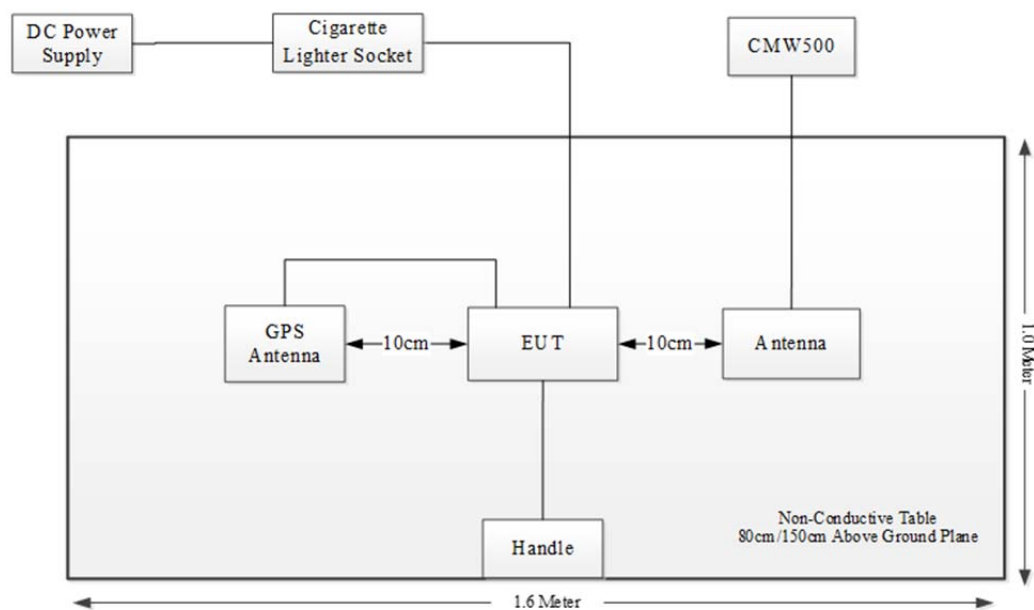 DC Power
Supply
Cigarette
Lighter Socket
CMW500
GPS
Antenna
10cm
EUT
10cm
Antenna
1.0 Meter
Non-Conductive Table
80cm/150cm Above Ground Plane
Handle
1.6 Meter